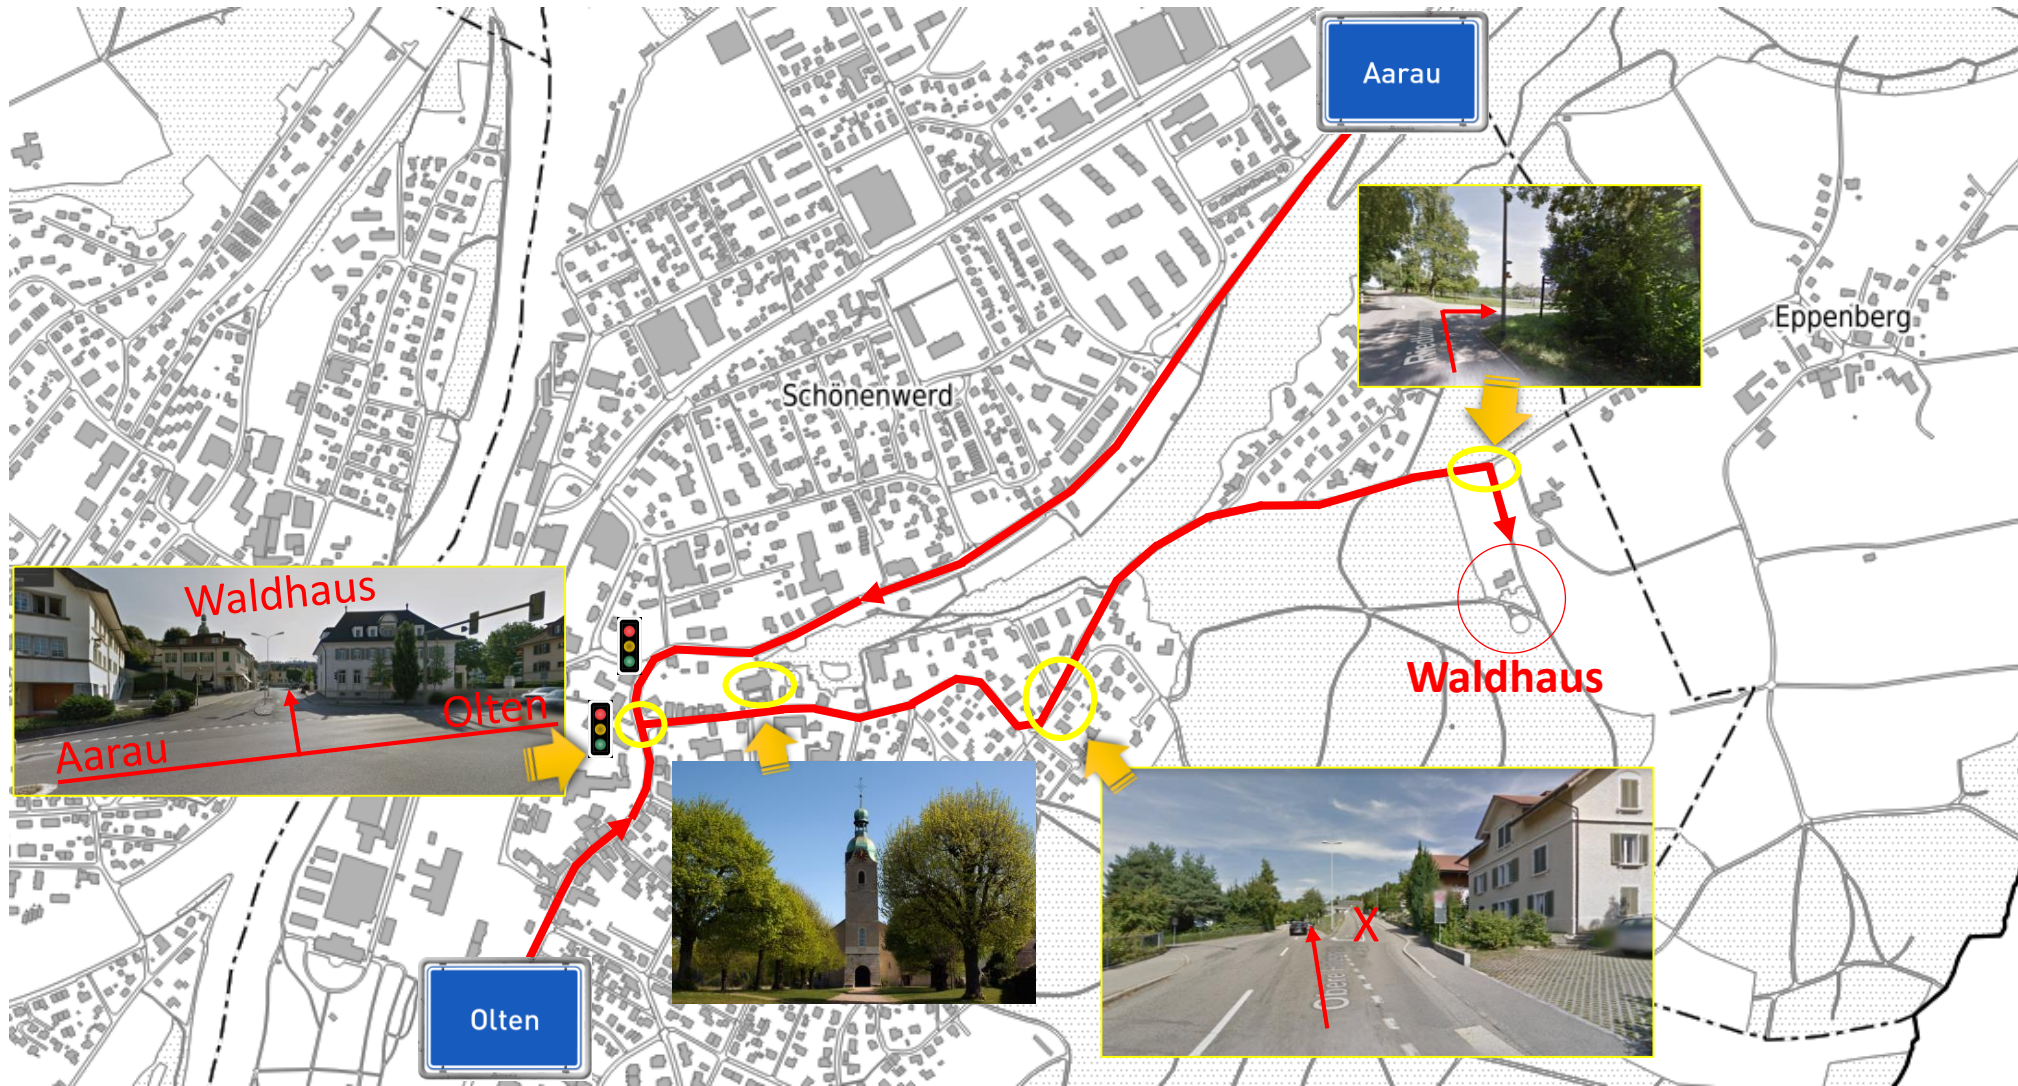 Aarau
Eppenberg
Schönenwerd
Waldhaus
Olten
Aarau
Waldhaus
X
Olten